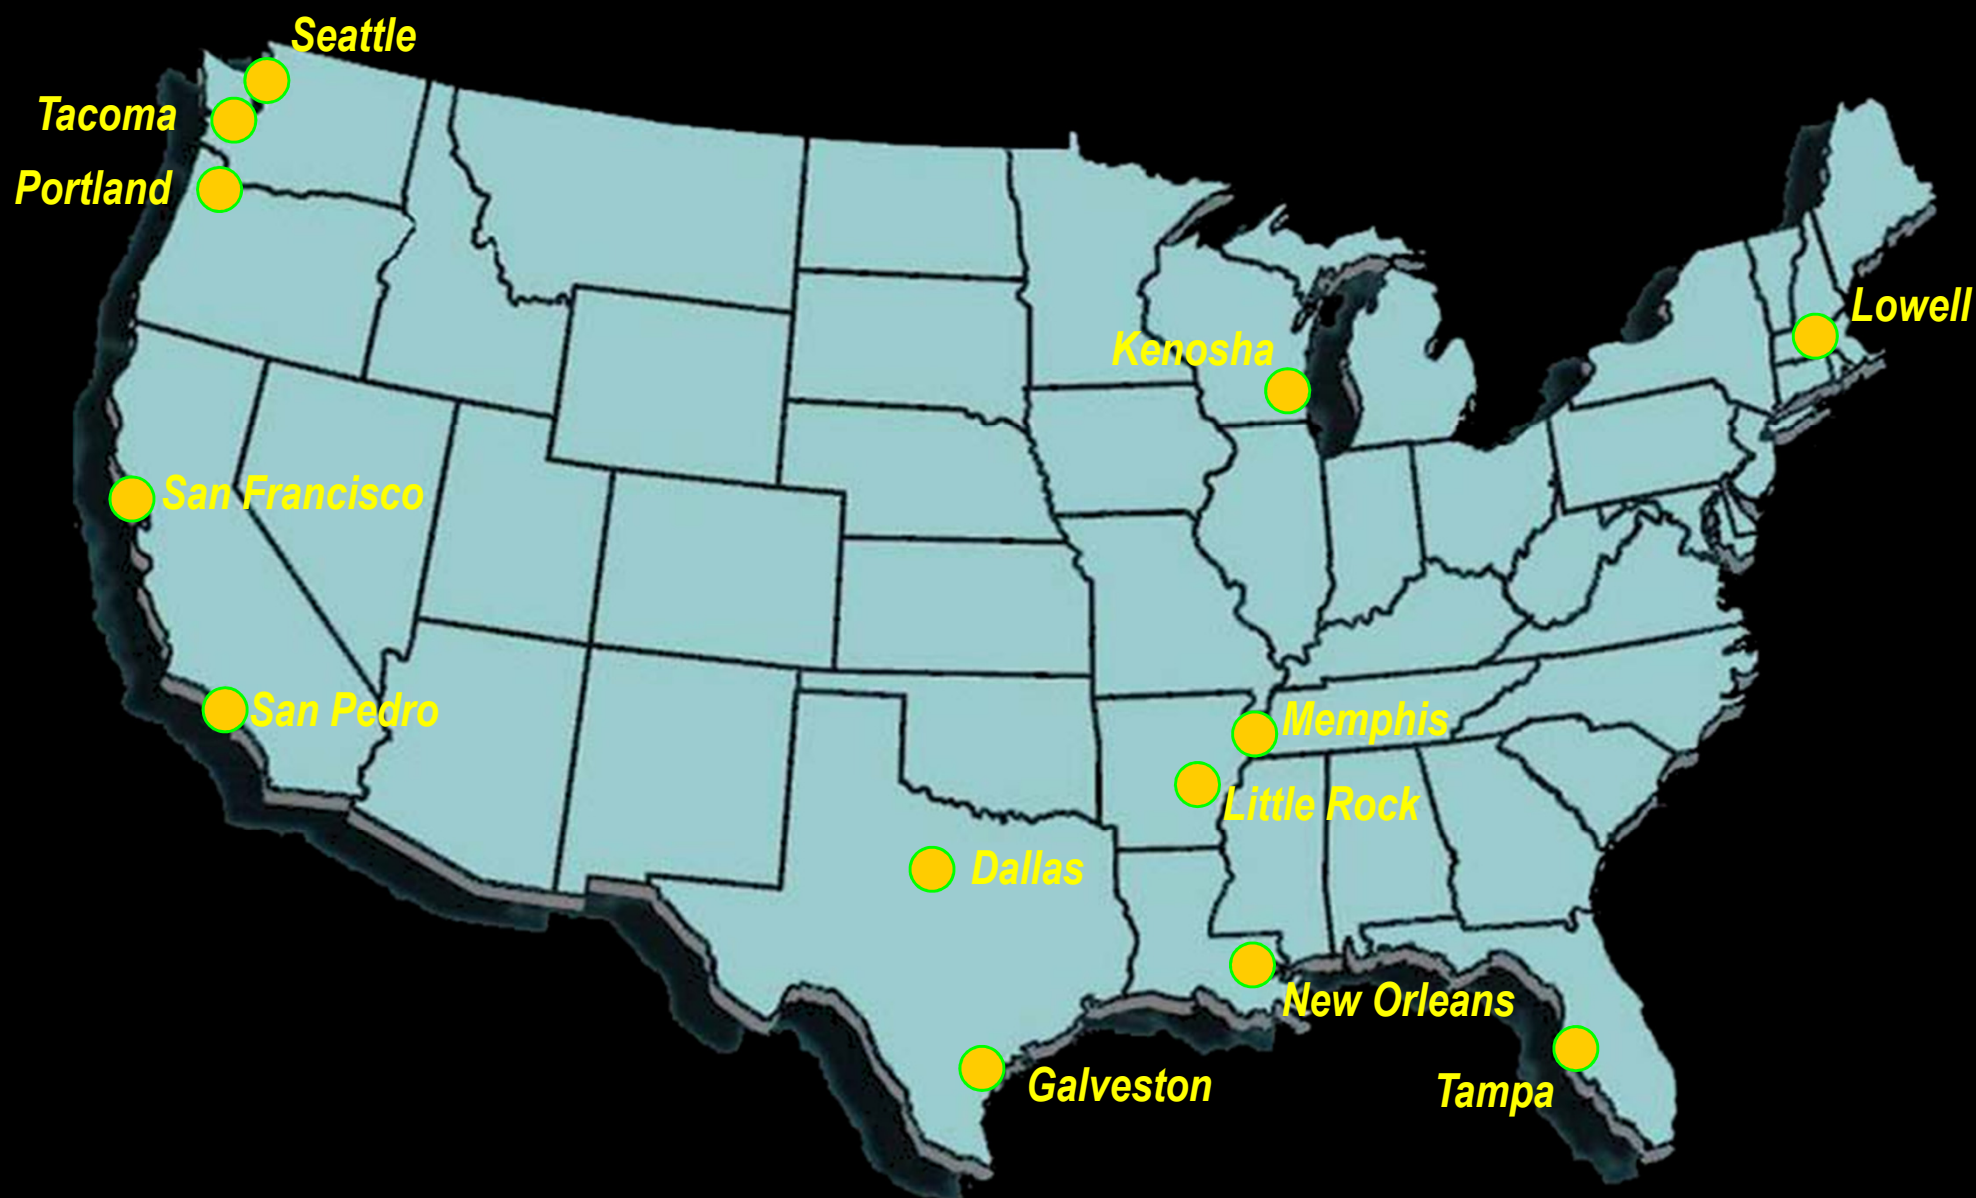 Seattle
Tacoma
Portland
Lowell
Kenosha
San Francisco
San Pedro
Memphis
Little Rock
Dallas
New Orleans
Galveston
Tampa